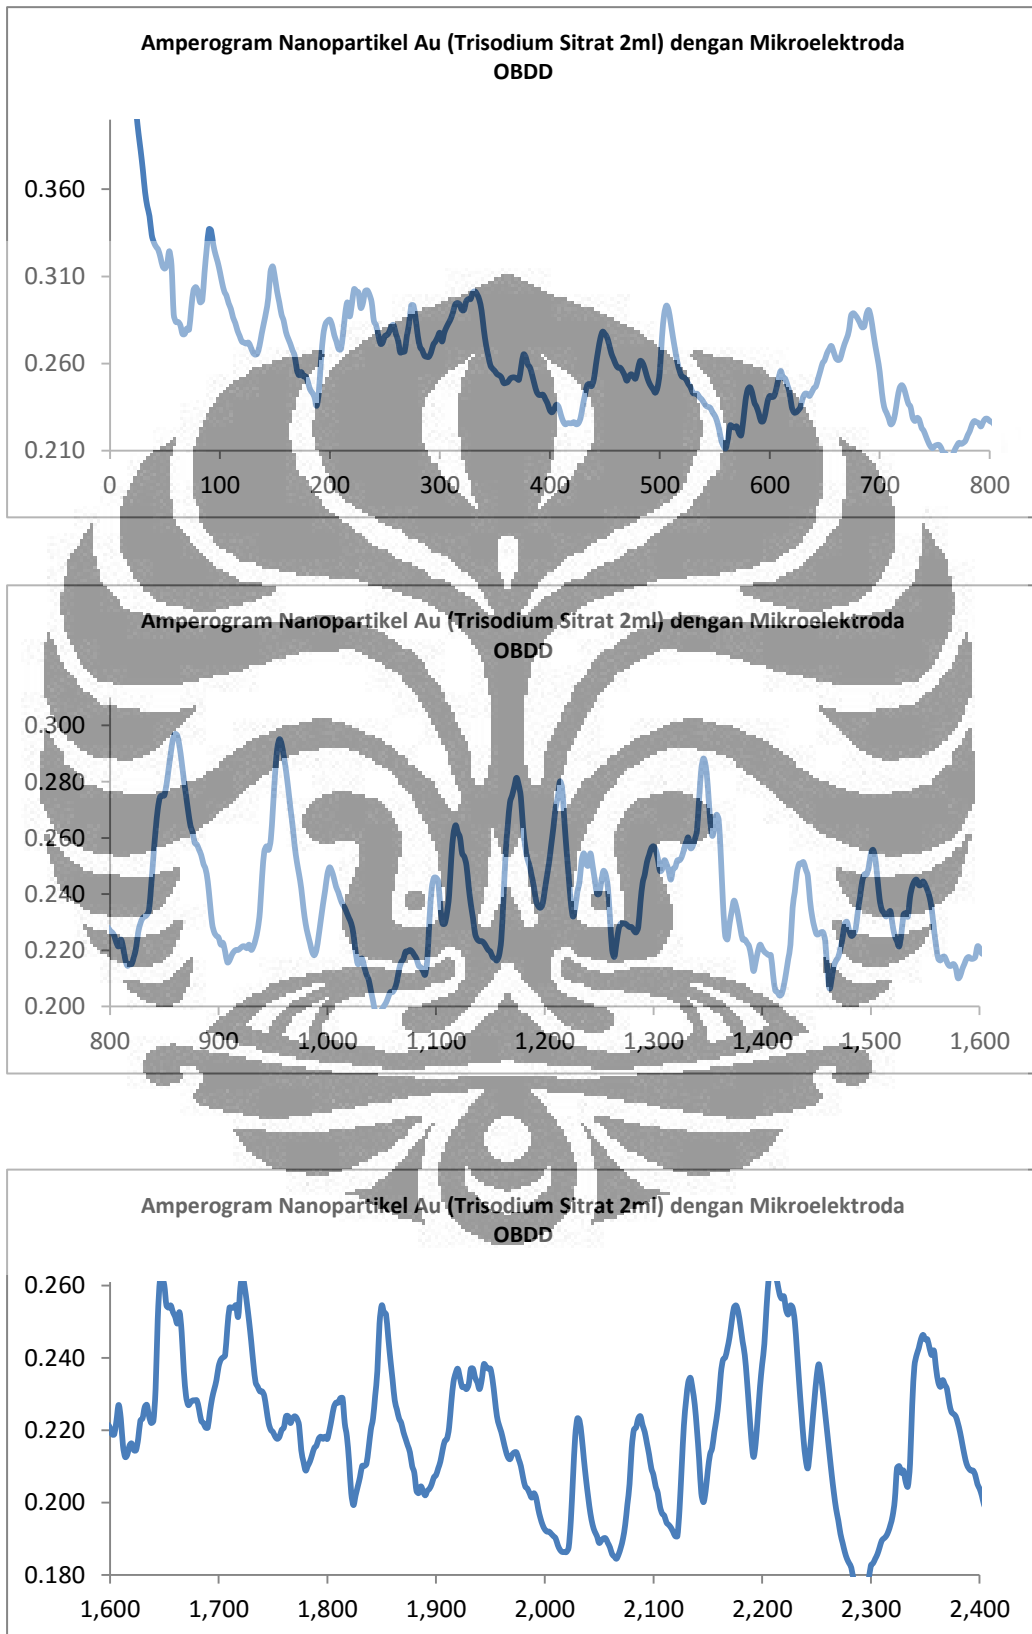 Amperogram Nanopartikel Au (Trisodium Sitrat 2ml) dengan Mikroelektroda
OBDD
0.360
0.310
0.260
0.210
0 100 200 300 400 500 600 700 800
Amperogram Nanopartikel Au (Trisodium Sitrat 2ml) dengan Mikroelektroda
OBDD
0.300
0.280
0.260
0.240
0.220
0.200
800 900 1,000 1,100 1,200 1,300 1,400 1,500 1,600
Amperogram Nanopartikel Au (Trisodium Sitrat 2ml) dengan Mikroelektroda
OBDD
0.260
0.240
0.220
0.200
0.180
1,600 1,700 1,800 1,900 2,000 2,100 2,200 2,300 2,400